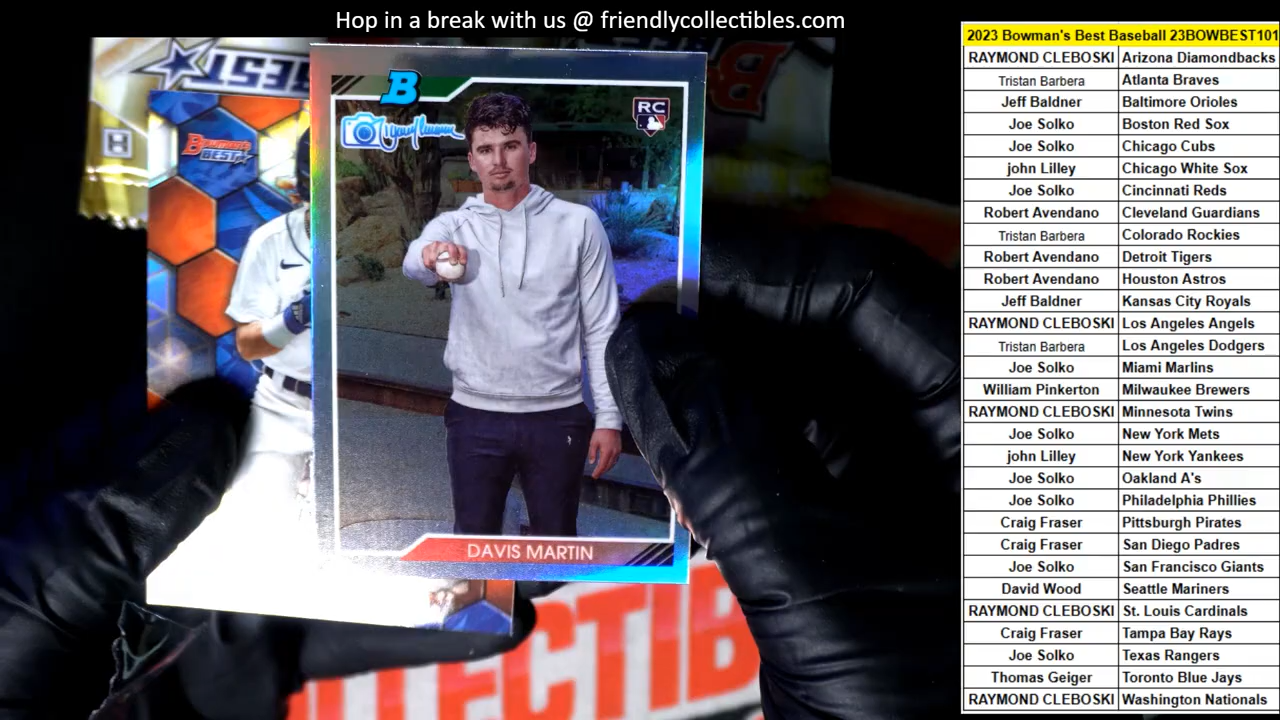 Hop in a break with us @ friendlycollectibles.com
BEST
H
BOWMAN'S
BEST
B
RC
DAVIS MARTIN
LLECTIB
2023 Bowman's Best Baseball 23BOWBEST101
RAYMOND CLEBOSKI Arizona Diamondbacks
Tristan Barbera Atlanta Braves
Jeff Baldner Baltimore Orioles
Joe Solko Boston Red Sox
Joe Solko Chicago Cubs
john Lilley Chicago White Sox
Joe Solko Cincinnati Reds
Robert Avendano Cleveland Guardians
Tristan Barbera Colorado Rockies
Robert Avendano Detroit Tigers
Robert Avendano Houston Astros
Jeff Baldner Kansas City Royals
RAYMOND CLEBOSKI Los Angeles Angels
Tristan Barbera Los Angeles Dodgers
Joe Solko Miami Marlins
William Pinkerton Milwaukee Brewers
RAYMOND CLEBOSKI Minnesota Twins
Joe Solko New York Mets
john Lilley New York Yankees
Joe Solko Oakland A's
Joe Solko Philadelphia Phillies
Craig Fraser Pittsburgh Pirates
Craig Fraser San Diego Padres
Joe Solko San Francisco Giants
David Wood Seattle Mariners
RAYMOND CLEBOSKI St. Louis Cardinals
Craig Fraser Tampa Bay Rays
Joe Solko Texas Rangers
Thomas Geiger Toronto Blue Jays
RAYMOND CLEBOSKI Washington Nationals